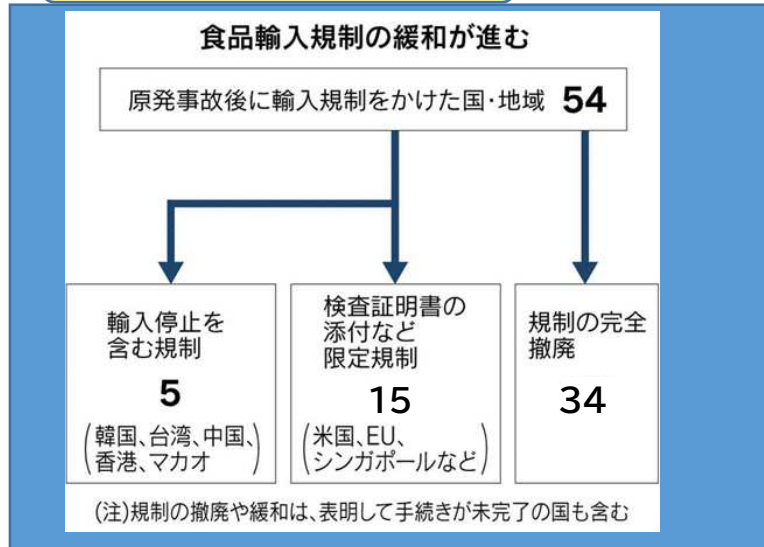 食品輸入規制の緩和が進む
原発事故後に輸入規制をかけた国・地域 54
輸入停止を
含む規制
5
(韓国、台湾、中国、
香港、マカオ)
検査証明書の
添付など
限定規制
15
(米国、EU、
シンガポールなど)
規制の完全
撤廃
34
(注)規制の撤廃や緩和は、表明して手続きが未完了の国も含む